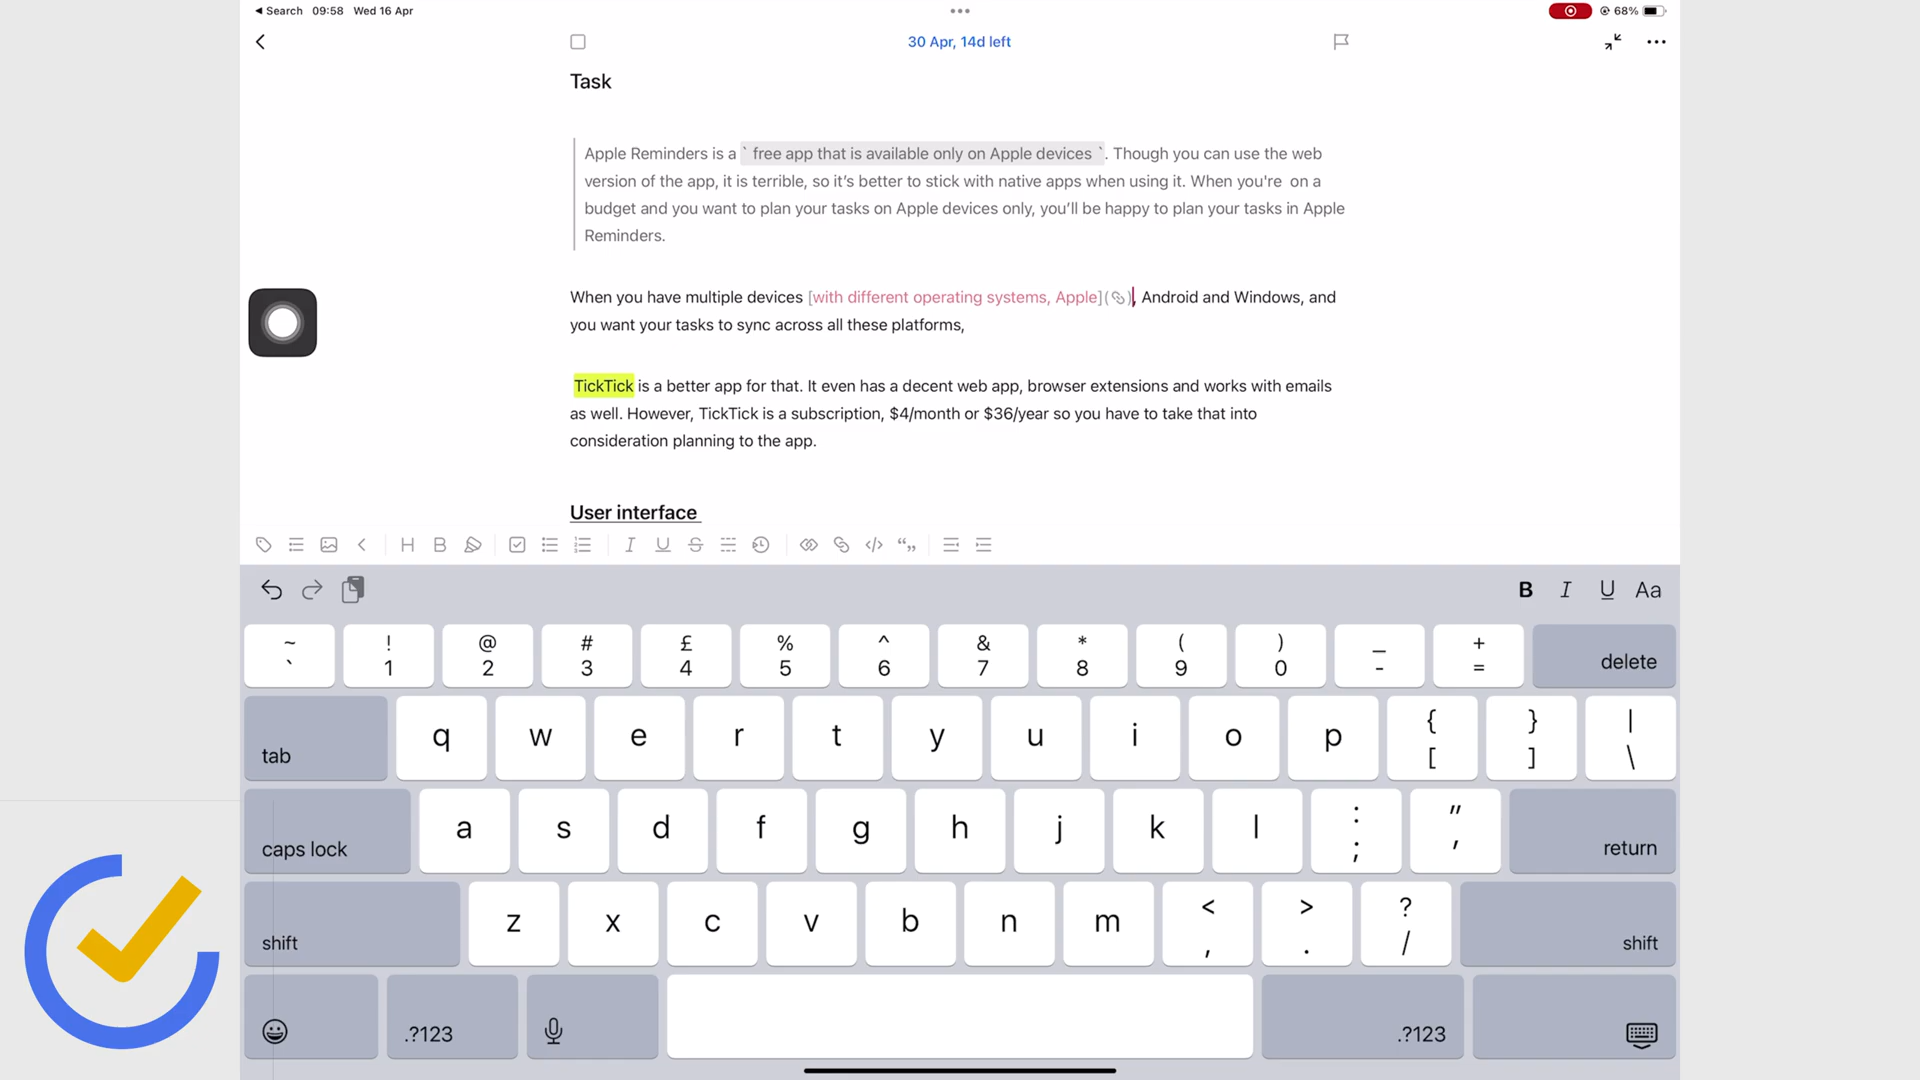 Search 09:58 Wed 16 Apr
68%
30 Apr, 14d left
Task
Apple Reminders is a ` free app that is available only on Apple devices `. Though you can use the web
version of the app, it is terrible, so it’s better to stick with native apps when using it. When you're  on a
budget and you want to plan your tasks on Apple devices only, you’ll be happy to plan your tasks in Apple
Reminders.
When you have multiple devices [with different operating systems, Apple](), Android and Windows, and
you want your tasks to sync across all these platforms,
TickTick is a better app for that. It even has a decent web app, browser extensions and works with emails
as well. However, TickTick is a subscription, $4/month or $36/year so you have to take that into
consideration planning to the app.
User interface
H B I U S </> “”
B I U Aa
~ ! @ # £ % ^ & * ( ) _ +
` 1 2 3 4 5 6 7 8 9 0 - = delete
tab q w e r t y u i o p { [ } ] | \
caps lock a s d f g h j k l : ; " ' return
shift z x c v b n m < , > . ? / shift
.?123 .?123